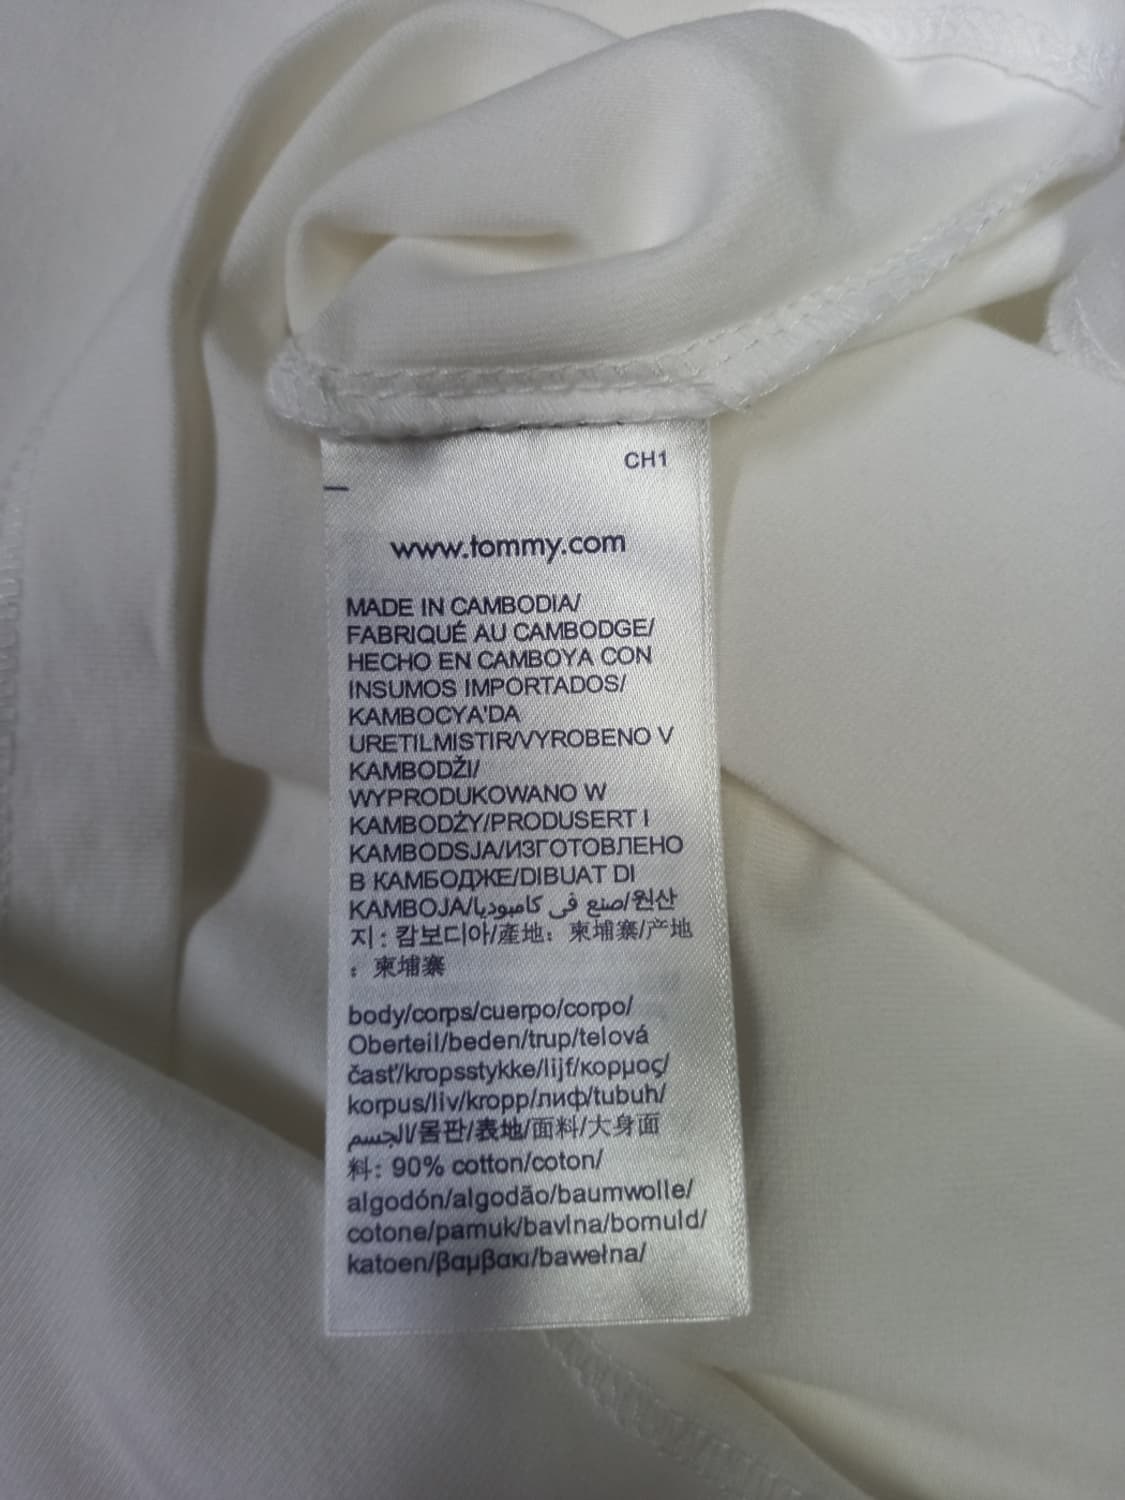 CH1
www.tommy.com
MADE IN CAMBODIA/
FABRIQUÉ AU CAMBODGE/
HECHO EN CAMBOYA CON
INSUMOS IMPORTADOS/
KAMBOCYA'DA
URETILMISTIR/VYROBENO V
KAMBODŽI/
WYPRODUKOWANO W
KAMBODŻY/PRODUSERT I
KAMBODSJA/ИЗГОТОВЛЕНО
В КАМБОДЖЕ/DIBUAT DI
KAMBOJA/صنع في كامبوديا/원산
지: 캄보디아/產地：柬埔寨/产地
：柬埔寨
body/corps/cuerpo/corpo/
Oberteil/beden/trup/telová
časť/kropsstykke/lijf/κορμος/
korpus/liv/kropp/лиф/tubuh/
الجسم/몸판/表地/面料/大身面
料: 90% cotton/coton/
algodón/algodão/baumwolle/
cotone/pamuk/bavlna/bomuld/
katoen/βαμβακι/bawełna/